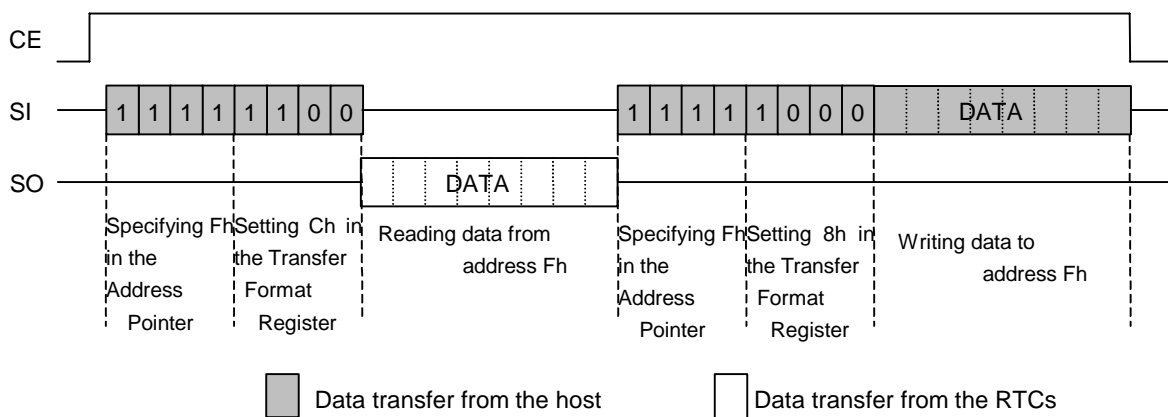 CE
SI 1 1 1 1 1 1 0 0 1 1 1 1 1 0 0 0 DATA
SO DATA
Specifying Fh
in the
Address
Pointer
Setting Ch in
the Transfer
Format
Register
Reading data from
address Fh
Specifying Fh
in the
Address
Pointer
Setting 8h in
the Transfer
Format
Register
Writing data to
address Fh
Data transfer from the host
Data transfer from the RTCs